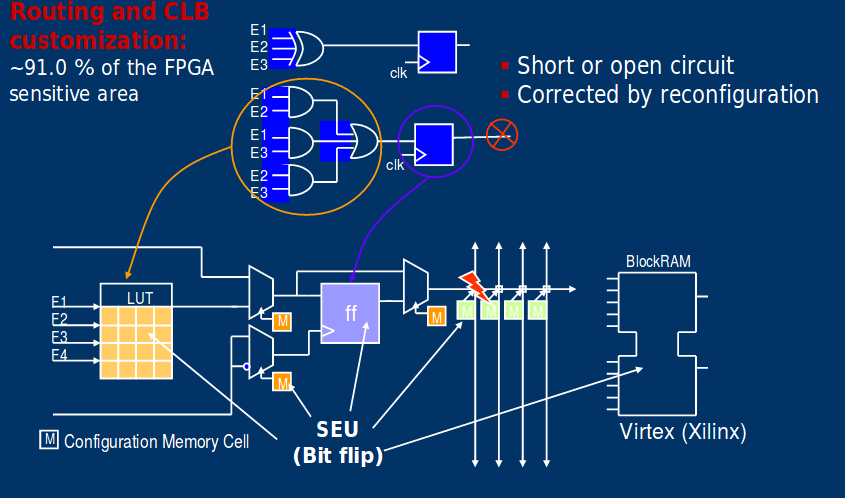 Routing and CLB
customization:
~91.0 % of the FPGA
sensitive area
E1
E2
E3
clk
▪ Short or open circuit
▪ Corrected by reconfiguration
E1
E2
E1
E3
E2
E3
clk
BlockRAM
LUT
E1
E2
E3
E4
ff
M
M
M
M
M
M
M
SEU
(Bit flip)
M Configuration Memory Cell
Virtex (Xilinx)